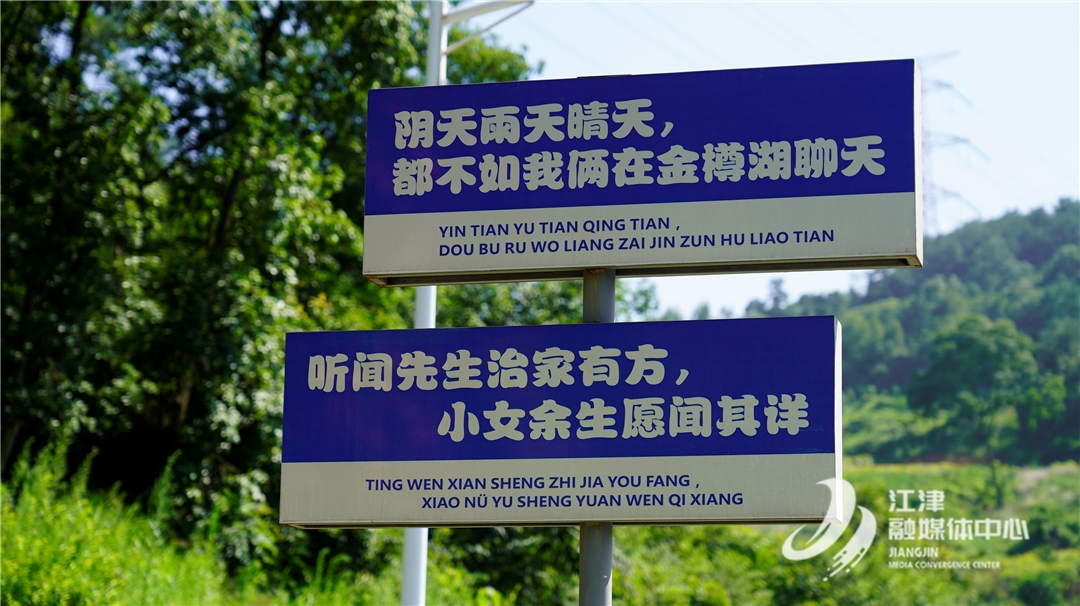 阴天雨天晴天，
都不如我俩在金樽湖聊天
YIN TIAN YU TIAN QING TIAN ,
DOU BU RU WO LIANG ZAI JIN ZUN HU LIAO TIAN
听闻先生治家有方，
小女余生愿闻其详
TING WEN XIAN SHENG ZHI JIA YOU FANG ,
XIAO NÜ YU SHENG YUAN WEN QI XIANG
江津
融媒体中心
JIANGJIN
MEDIA CONVERGENCE CENTER